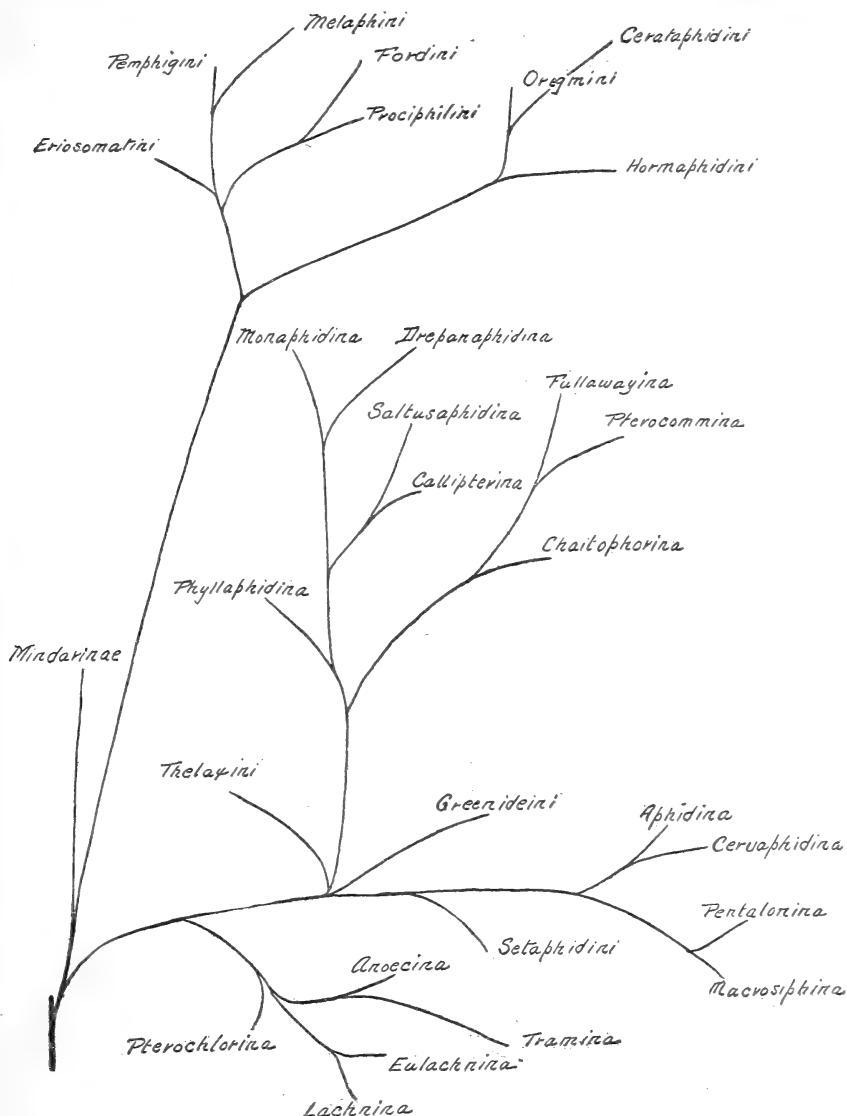 Melaphini
Cerataphidini
Pemphigini
Fordini
Oregmini
Prociphilini
Eriosomatini
Hormaphidini
Monaphidina
Drepanaphidina
Fullawayina
Saltusaphidina
Pterocommina
Callipterina
Chaitophorina
Phyllaphidina
Mindarinae
Thelaxini
Greenideini
Aphidina
Cervaphidina
Pentalonina
Setaphidini
Anoecina
Macrosiphina
Pterochlorina
Tramina
Eulachnina
Lachnina